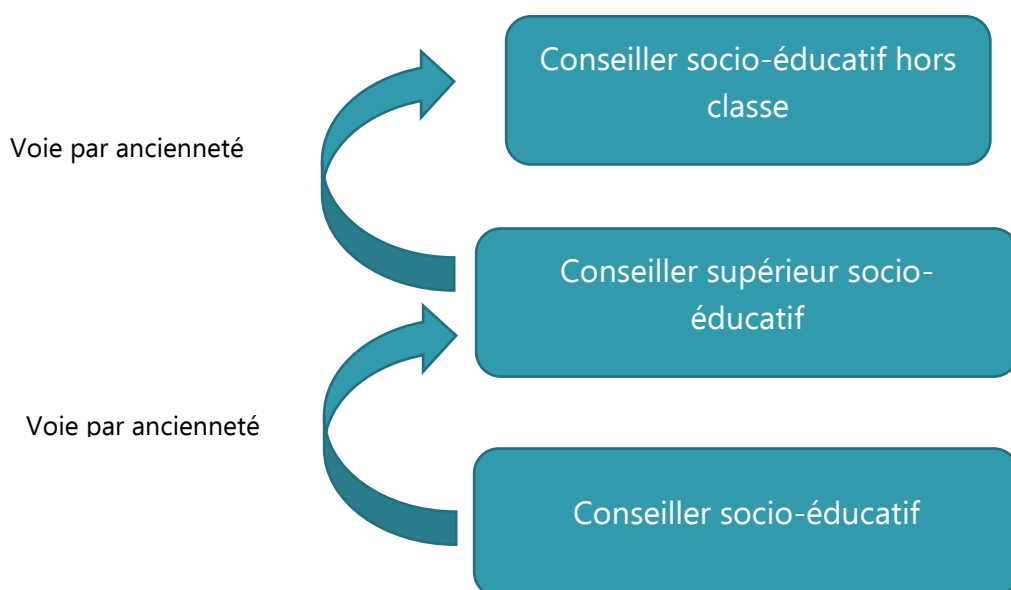 Conseiller socio-éducatif hors
classe
Voie par ancienneté
Conseiller supérieur socio-
éducatif
Voie par ancienneté
Conseiller socio-éducatif